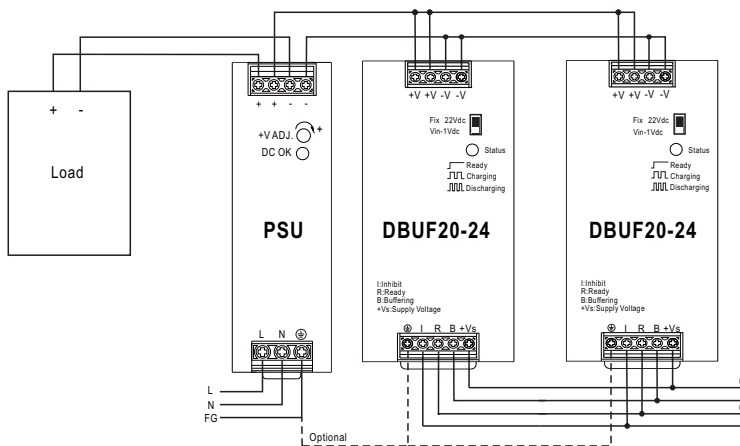 + -
Load
+ + - -
+V ADJ. +
DC OK
PSU
L N
L
N
FG
Optional
+V +V -V -V
Fix 22Vdc
Vin-1Vdc
Status
Ready
Charging
Discharging
DBUF20-24
I:Inhibit
R:Ready
B:Buffering
+Vs:Supply Voltage
I R B +Vs
+V +V -V -V
Fix 22Vdc
Vin-1Vdc
Status
Ready
Charging
Discharging
DBUF20-24
I:Inhibit
R:Ready
B:Buffering
+Vs:Supply Voltage
I R B +Vs